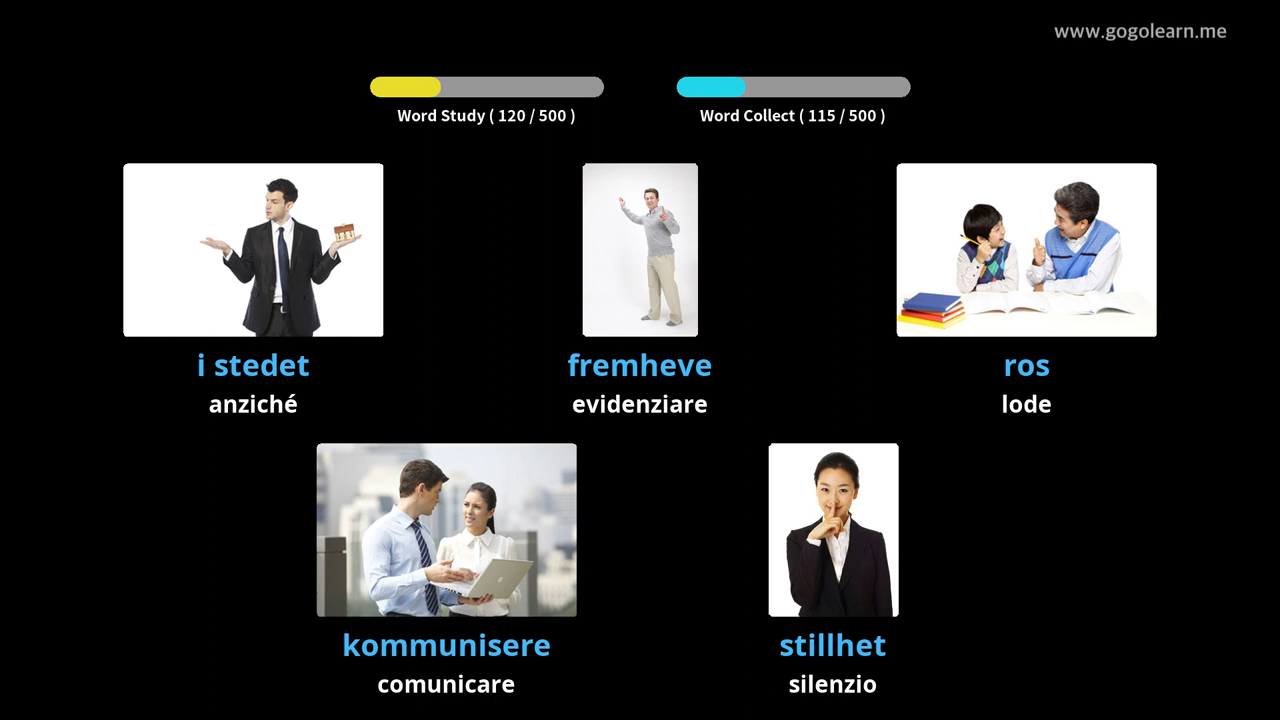 www.gogolearn.me
Word Study ( 120 / 500 )
Word Collect ( 115 / 500 )
i stedet
anziché
fremheve
evidenziare
ros
lode
kommunisere
comunicare
stillhet
silenzio